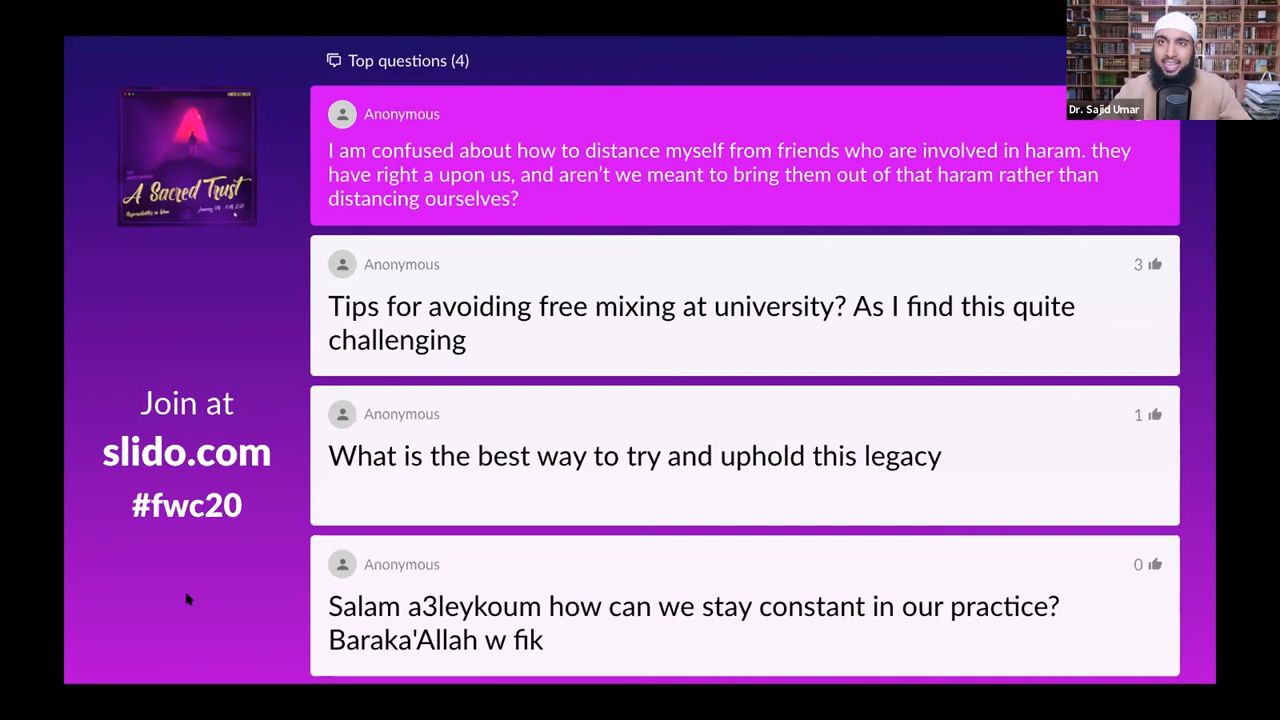 Top questions (4)
Dr. Sajid Umar
Anonymous
I am confused about how to distance myself from friends who are involved in haram. they
have right a upon us, and aren't we meant to bring them out of that haram rather than
distancing ourselves?
A Sacred Trust
Anonymous
3
Tips for avoiding free mixing at university? As I find this quite
challenging
Join at
slido.com
#fwc20
Anonymous
1
What is the best way to try and uphold this legacy
Anonymous
0
Salam a3leykoum how can we stay constant in our practice?
Baraka'Allah w fik